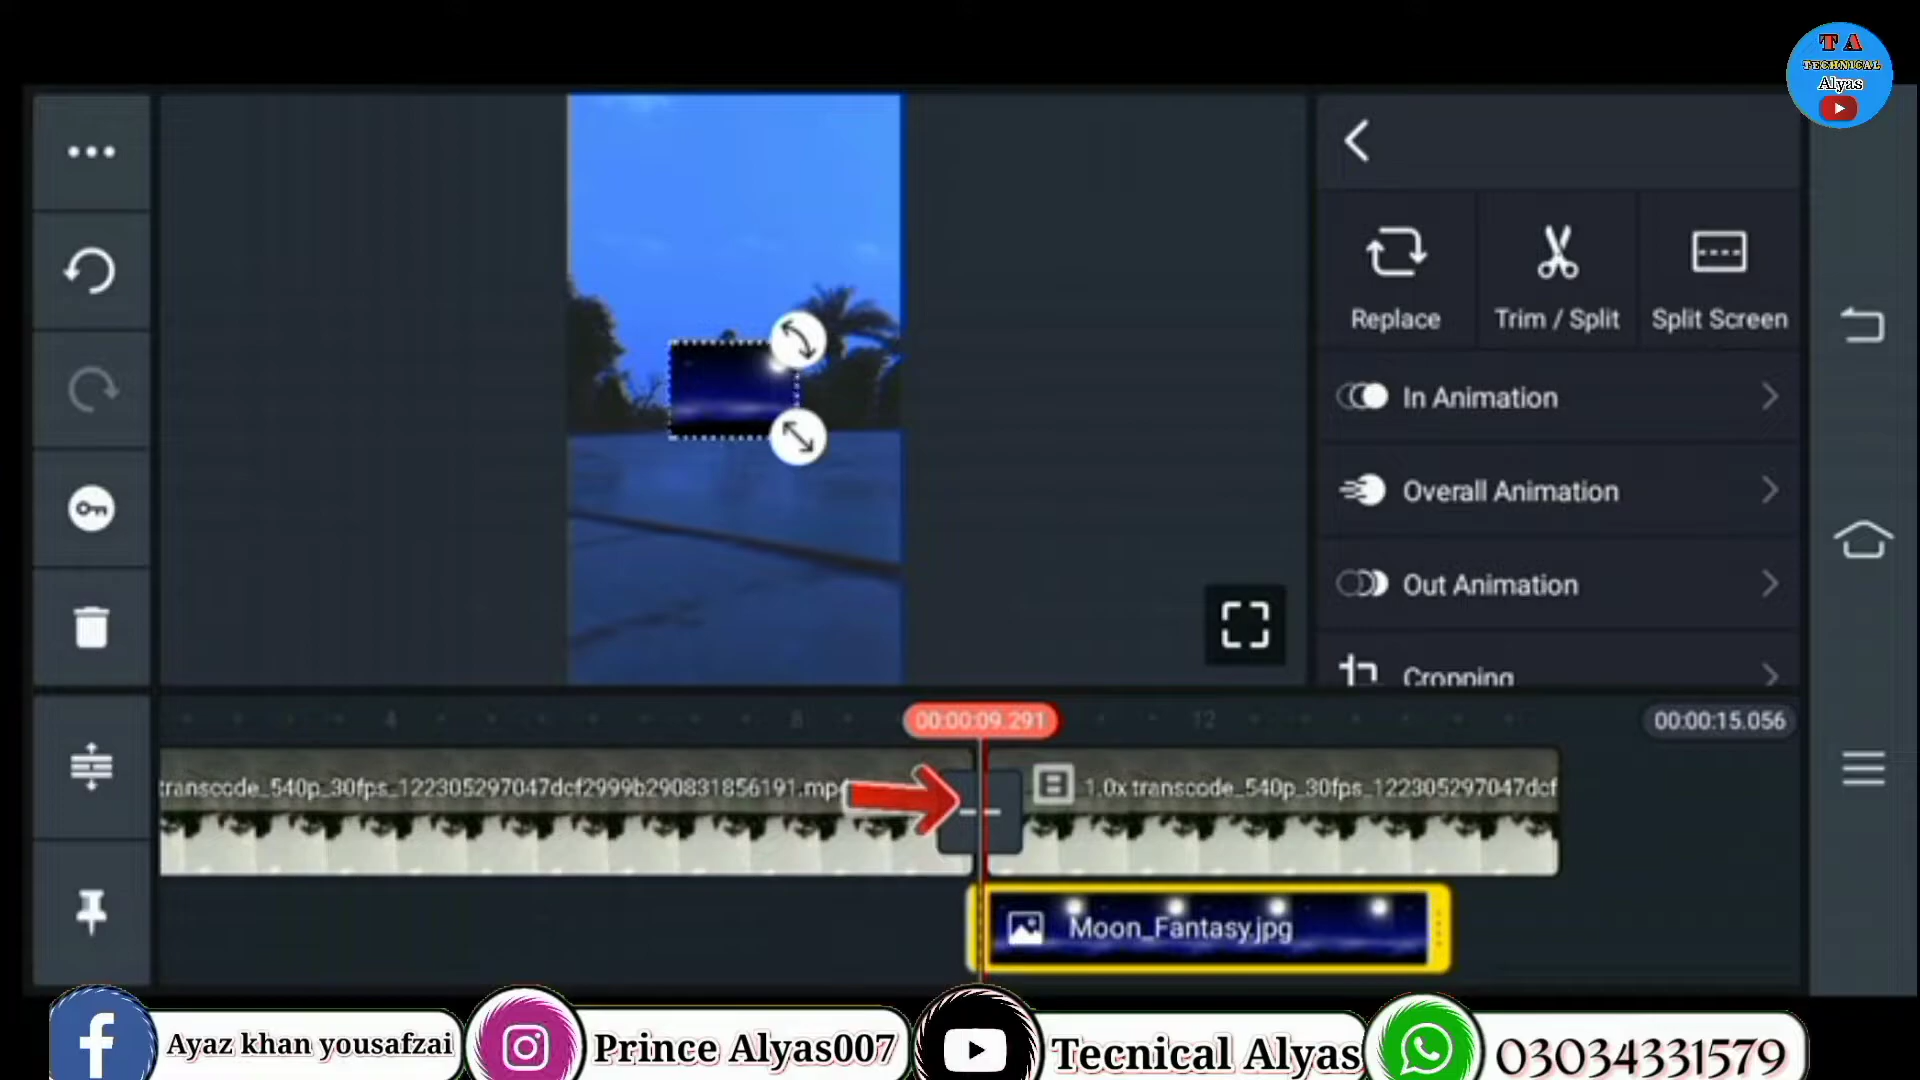 T A
TECHNICAL
Alyas
Replace
Trim / Split
Split Screen
In Animation
Overall Animation
Out Animation
Cropping
4
8
00:00:09.291
12
00:00:15.056
transcode_540p_30fps_122305297047dcf2999b290831856191.mp4
1.0x transcode_540p_30fps_122305297047dcf
Moon_Fantasy.jpg
Ayaz khan yousafzai
Prince Alyas007
Tecnical Alyas
03034331579